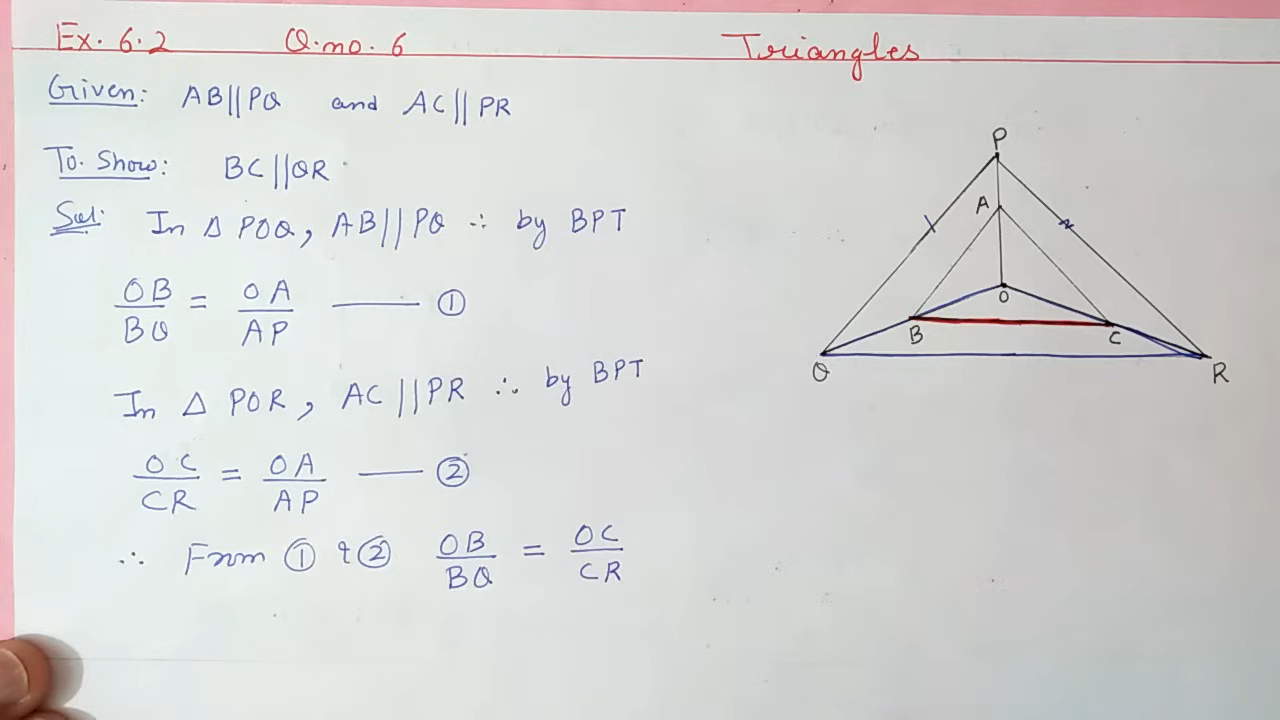 Ex. 6.2 Q.no. 6 Triangles
Given: AB||PQ and AC||PR
To Show: BC||QR
Sol: In Δ POQ, AB||PQ ∴ by BPT
OB/BQ = OA/AP —— ①
In Δ POR, AC||PR ∴ by BPT
OC/CR = OA/AP —— ②
∴ From ① & ② OB/BQ = OC/CR
P
A
O
B
C
Q
R